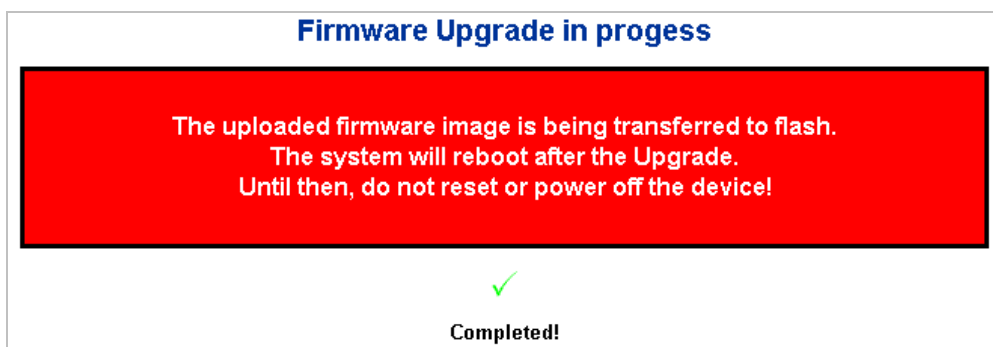 Firmware Upgrade in progess
The uploaded firmware image is being transferred to flash.
The system will reboot after the Upgrade.
Until then, do not reset or power off the device!
Completed!